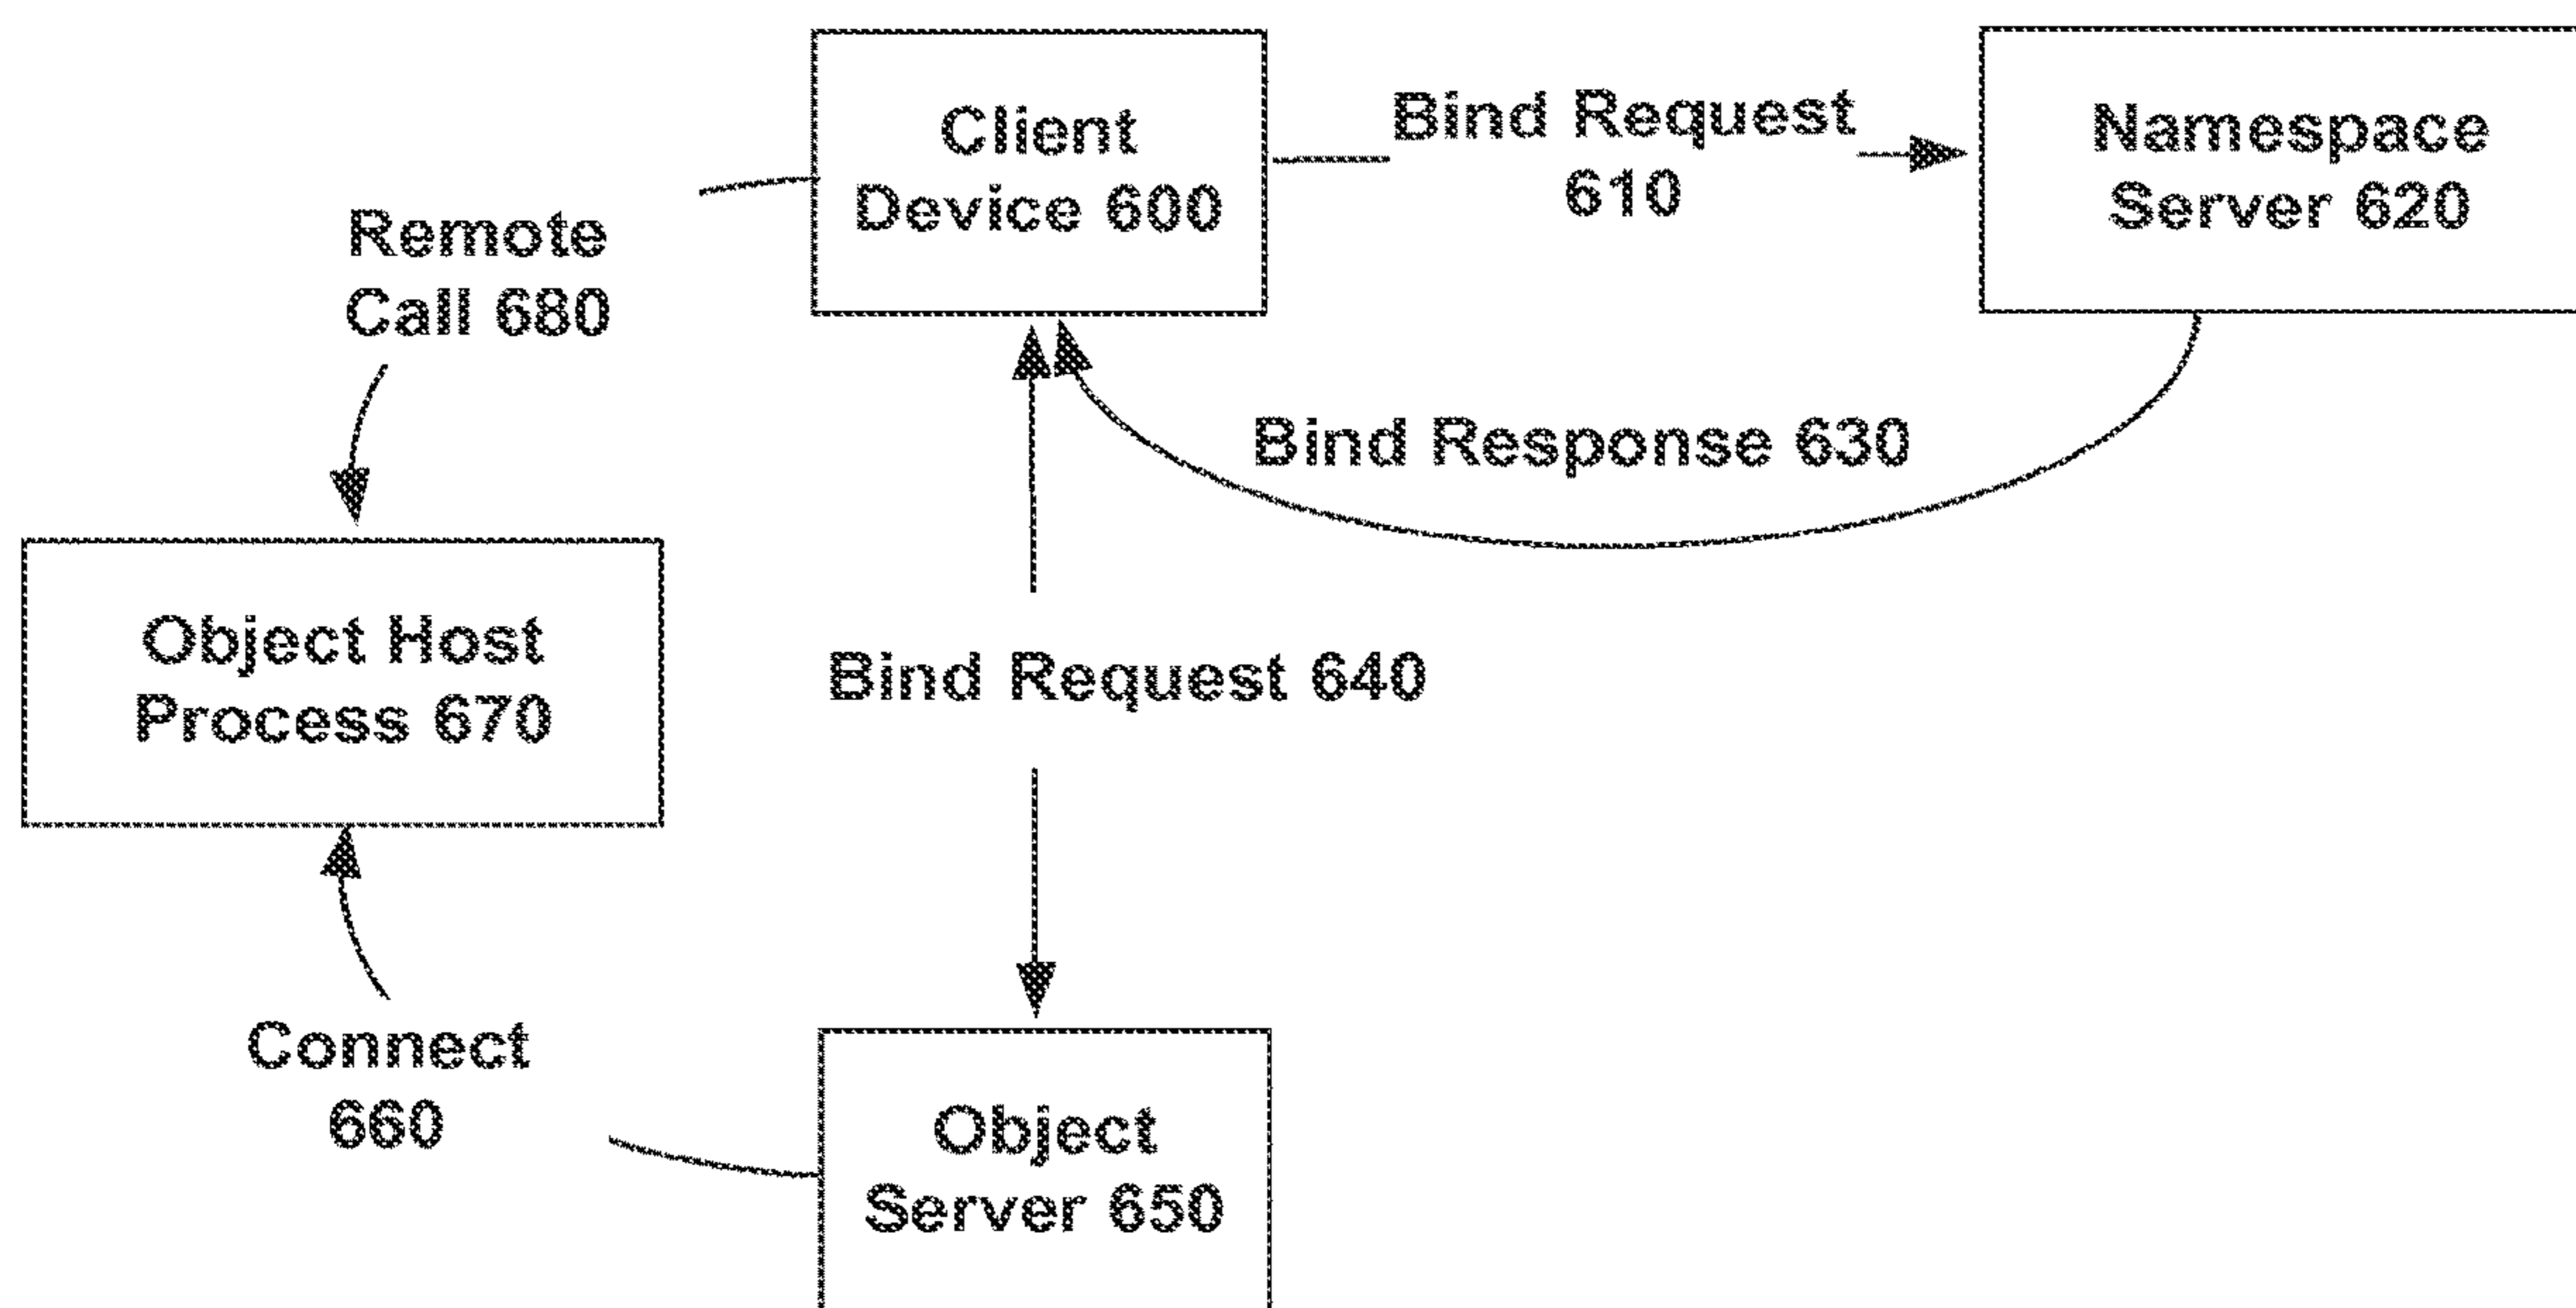 Client
Device 600
Bind Request
610
Namespace
Server 620
Remote
Call 680
Bind Response 630
Object Host
Process 670
Bind Request 640
Connect
660
Object
Server 650